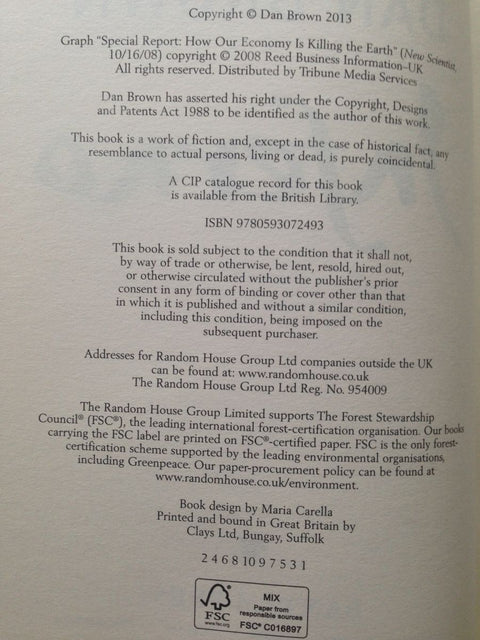 Copyright © Dan Brown 2013
Graph "Special Report: How Our Economy Is Killing the Earth" (New Scientist,
10/16/08) copyright © 2008 Reed Business Information–UK
All rights reserved. Distributed by Tribune Media Services
Dan Brown has asserted his right under the Copyright, Designs
and Patents Act 1988 to be identified as the author of this work.
This book is a work of fiction and, except in the case of historical fact, any
resemblance to actual persons, living or dead, is purely coincidental.
A CIP catalogue record for this book
is available from the British Library.
ISBN 9780593072493
This book is sold subject to the condition that it shall not,
by way of trade or otherwise, be lent, resold, hired out,
or otherwise circulated without the publisher's prior
consent in any form of binding or cover other than that
in which it is published and without a similar condition,
including this condition, being imposed on the
subsequent purchaser.
Addresses for Random House Group Ltd companies outside the UK
can be found at: www.randomhouse.co.uk
The Random House Group Ltd Reg. No. 954009
The Random House Group Limited supports The Forest Stewardship
Council® (FSC®), the leading international forest-certification organisation. Our books
carrying the FSC label are printed on FSC®-certified paper. FSC is the only forest-
certification scheme supported by the leading environmental organisations,
including Greenpeace. Our paper-procurement policy can be found at
www.randomhouse.co.uk/environment.
Book design by Maria Carella
Printed and bound in Great Britain by
Clays Ltd, Bungay, Suffolk
2 4 6 8 10 9 7 5 3 1
FSC
www.fsc.org
MIX
Paper from
responsible sources
FSC® C016897